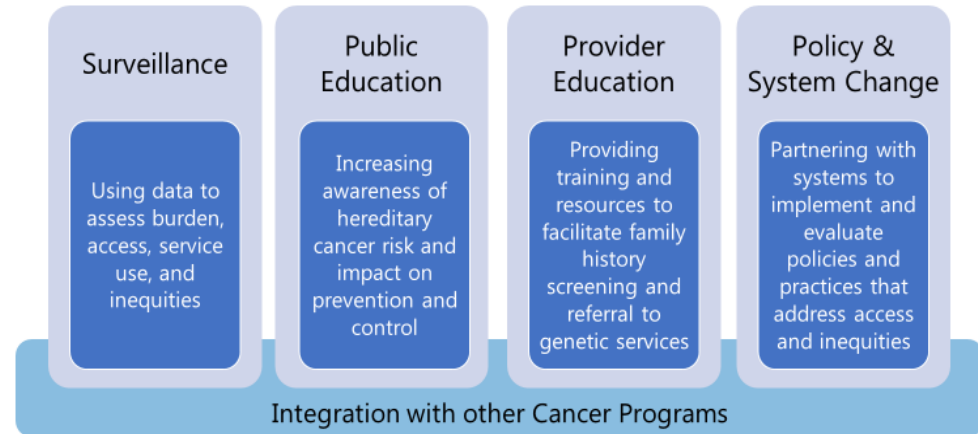 Surveillance
Using data to
assess burden,
access, service
use, and
inequities
Public
Education
Increasing
awareness of
hereditary
cancer risk and
impact on
prevention and
control
Provider
Education
Providing
training and
resources to
facilitate family
history
screening and
referral to
genetic services
Policy &
System Change
Partnering with
systems to
implement and
evaluate
policies and
practices that
address access
and inequities
Integration with other Cancer Programs